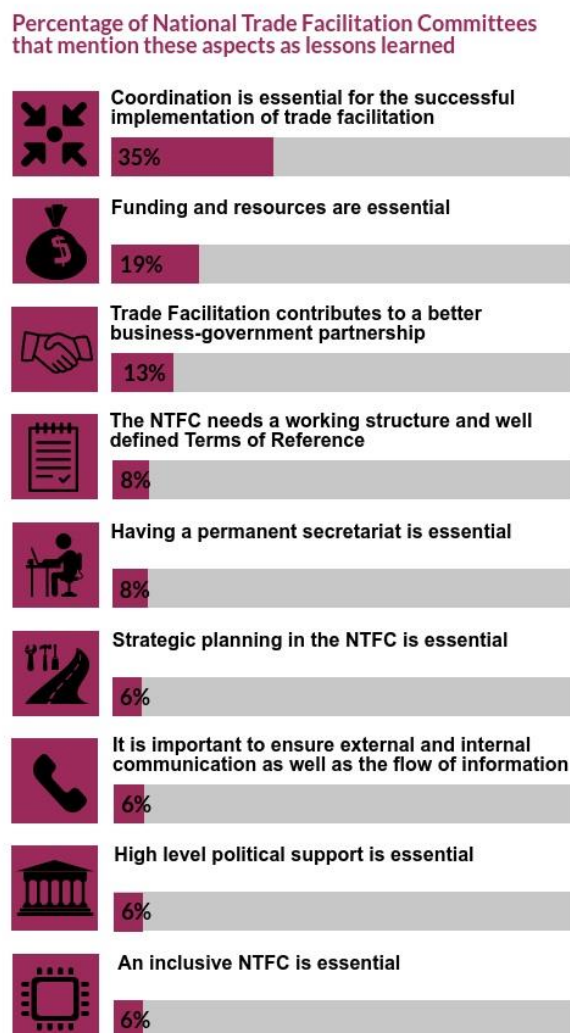 Percentage of National Trade Facilitation Committees
that mention these aspects as lessons learned
Coordination is essential for the successful
implementation of trade facilitation
35%
Funding and resources are essential
$
19%
Trade Facilitation contributes to a better
business-government partnership
13%
The NTFC needs a working structure and well
defined Terms of Reference
8%
Having a permanent secretariat is essential
8%
Strategic planning in the NTFC is essential
6%
It is important to ensure external and internal
communication as well as the flow of information
6%
High level political support is essential
6%
An inclusive NTFC is essential
6%